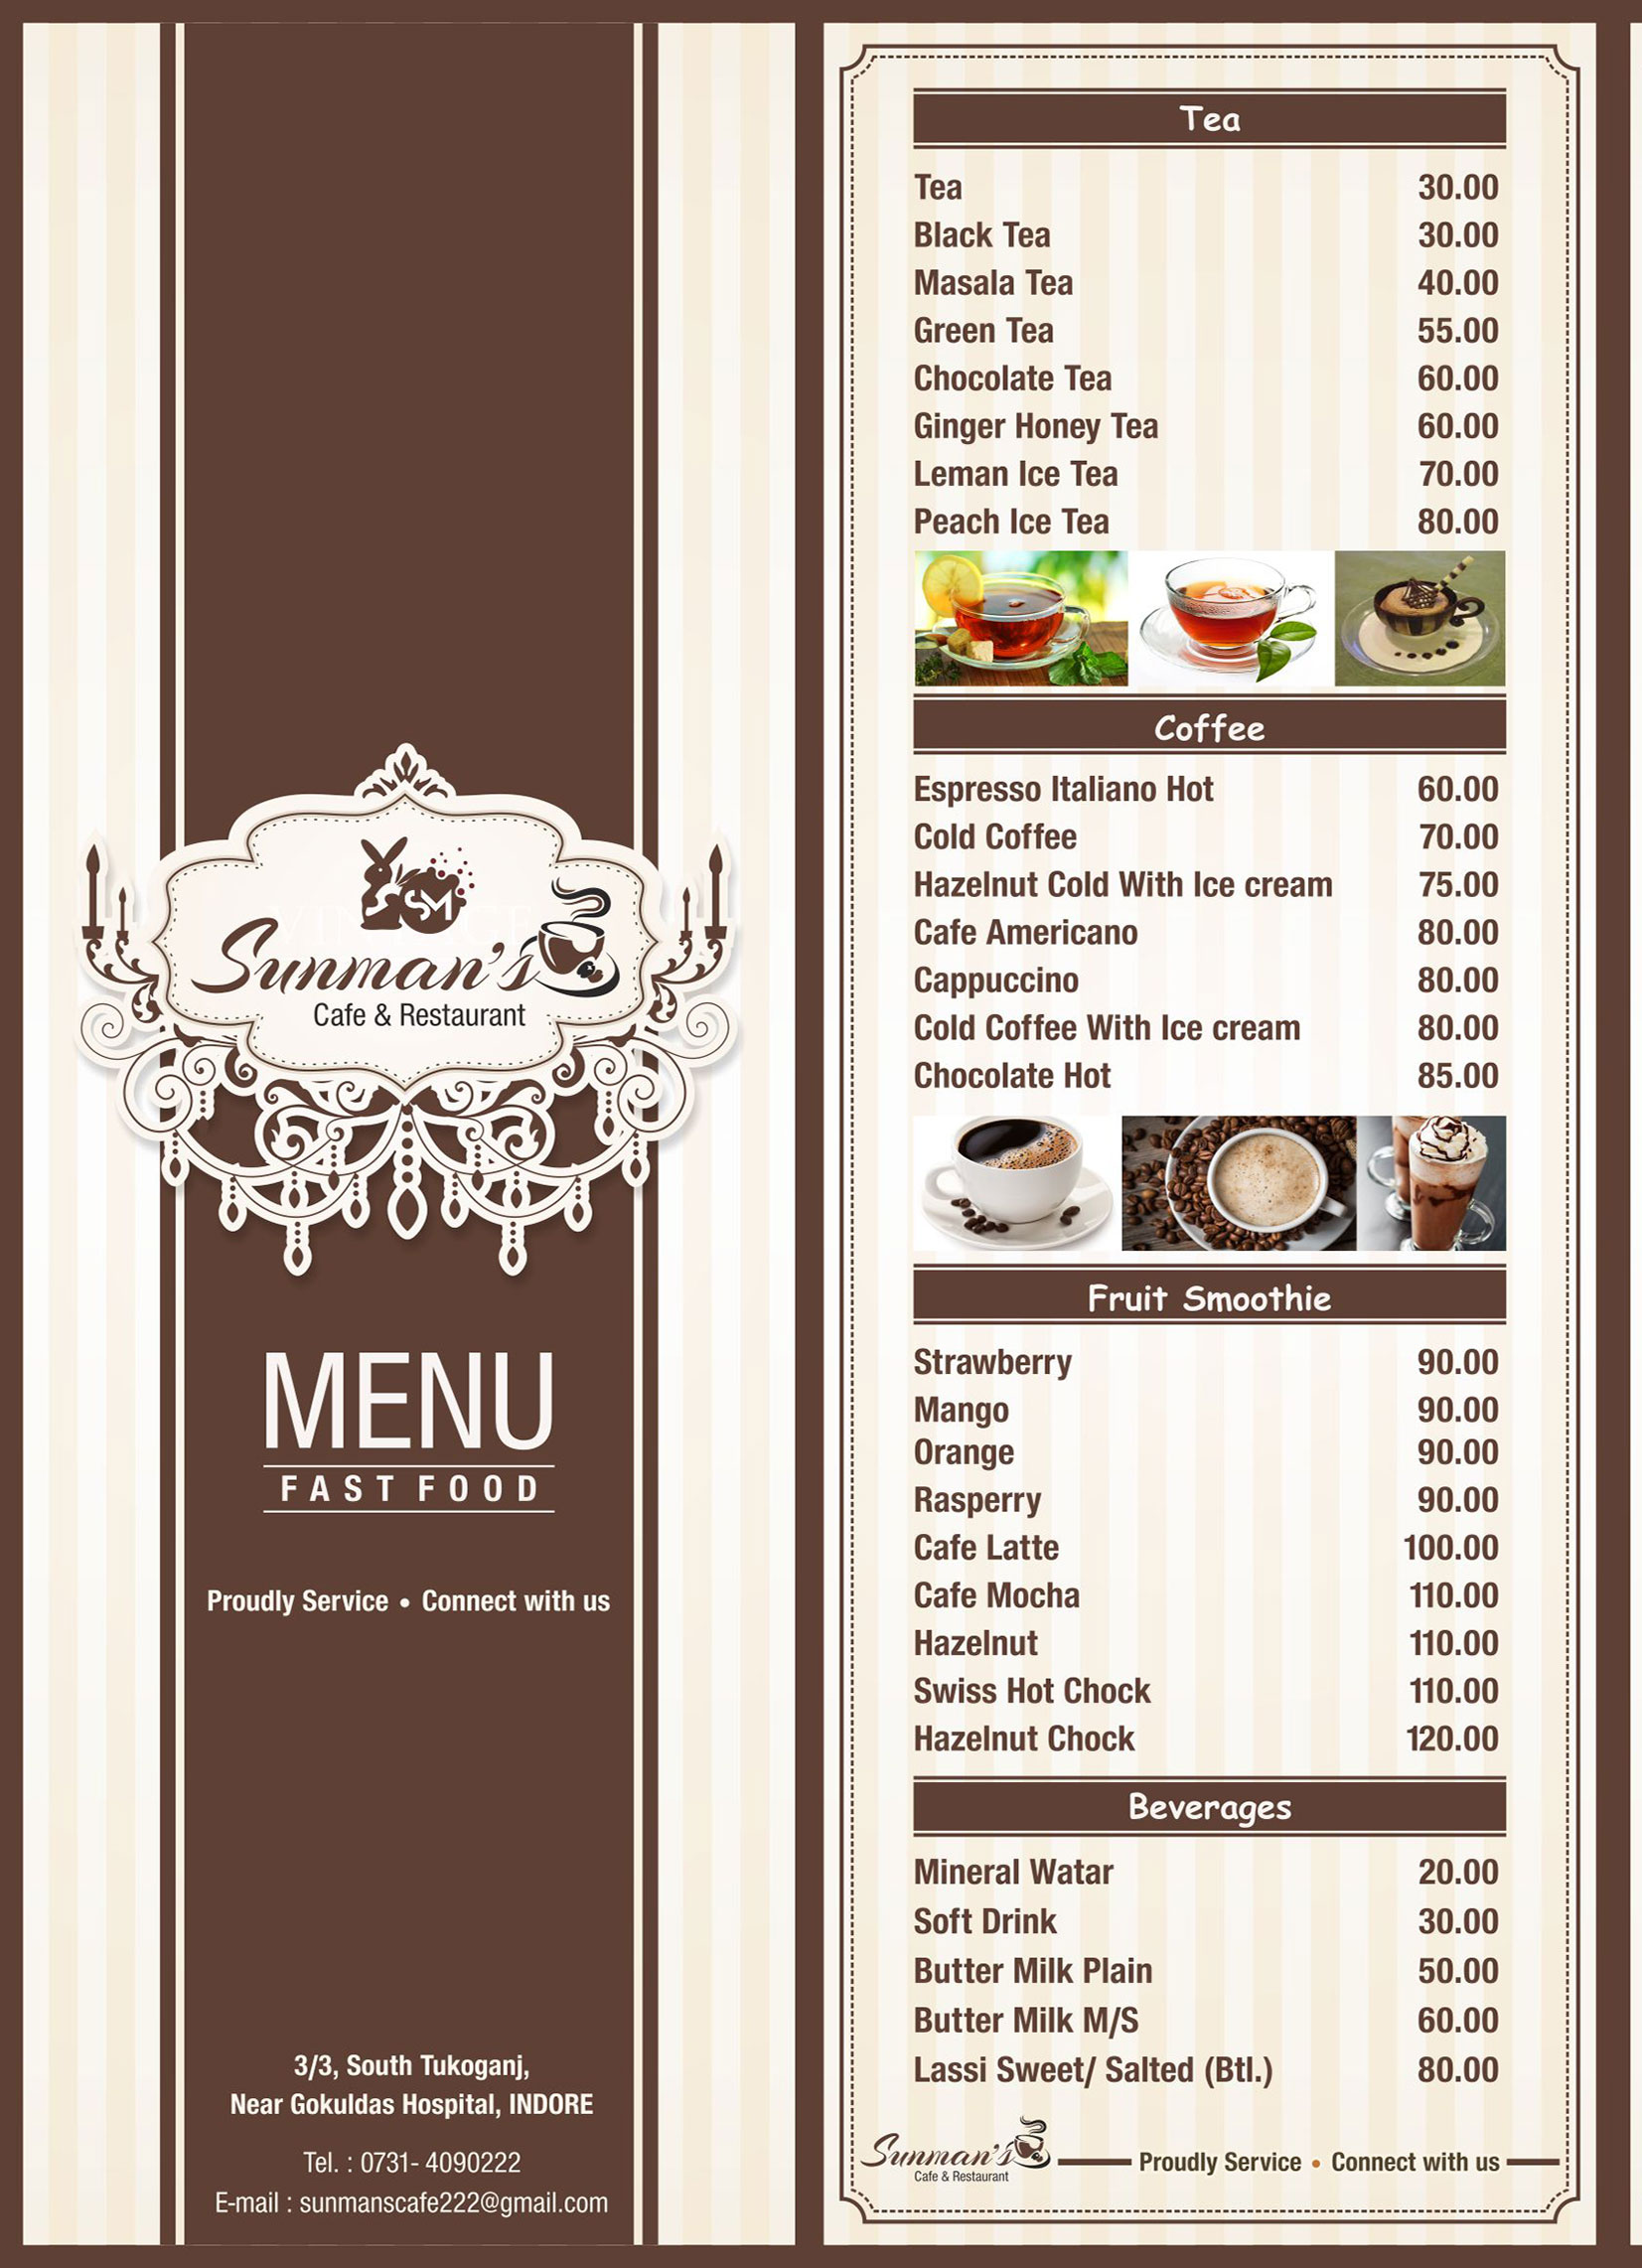 SM
VINTAGE
Sunman's
Cafe & Restaurant
MENU
FAST FOOD
Proudly Service • Connect with us
3/3, South Tukoganj,
Near Gokuldas Hospital, INDORE
Tel. : 0731- 4090222
E-mail : sunmanscafe222@gmail.com
Tea
Tea 30.00
Black Tea 30.00
Masala Tea 40.00
Green Tea 55.00
Chocolate Tea 60.00
Ginger Honey Tea 60.00
Leman Ice Tea 70.00
Peach Ice Tea 80.00
Coffee
Espresso Italiano Hot 60.00
Cold Coffee 70.00
Hazelnut Cold With Ice cream 75.00
Cafe Americano 80.00
Cappuccino 80.00
Cold Coffee With Ice cream 80.00
Chocolate Hot 85.00
Fruit Smoothie
Strawberry 90.00
Mango 90.00
Orange 90.00
Rasperry 90.00
Cafe Latte 100.00
Cafe Mocha 110.00
Hazelnut 110.00
Swiss Hot Chock 110.00
Hazelnut Chock 120.00
Beverages
Mineral Watar 20.00
Soft Drink 30.00
Butter Milk Plain 50.00
Butter Milk M/S 60.00
Lassi Sweet/ Salted (Btl.) 80.00
Sunman's
Cafe & Restaurant
Proudly Service • Connect with us